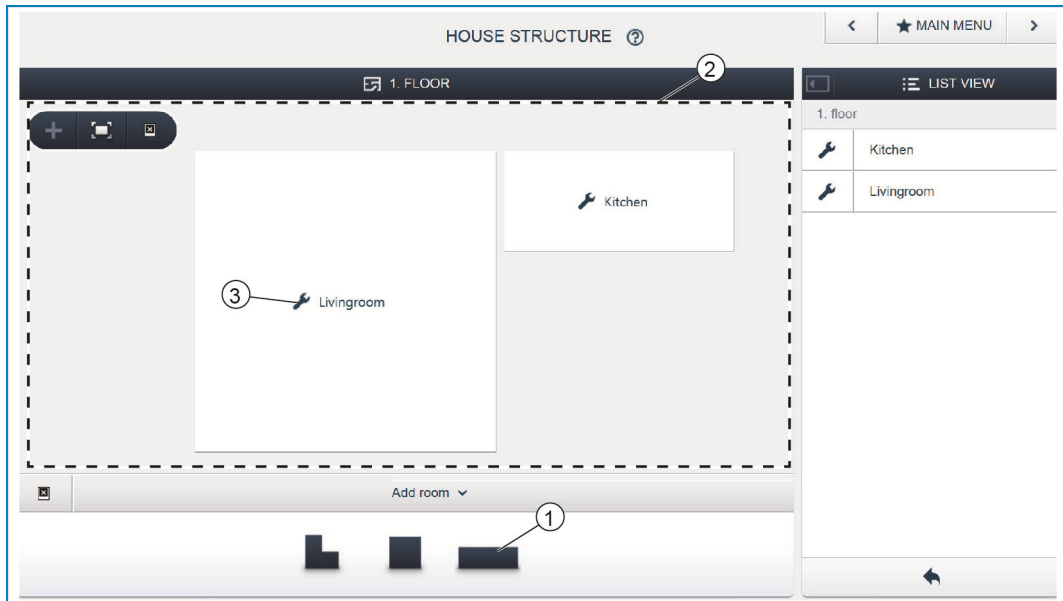 HOUSE STRUCTURE ?
MAIN MENU
2
1. FLOOR
LIST VIEW
1. floor
Kitchen
Livingroom
Kitchen
3
Livingroom
Add room
1